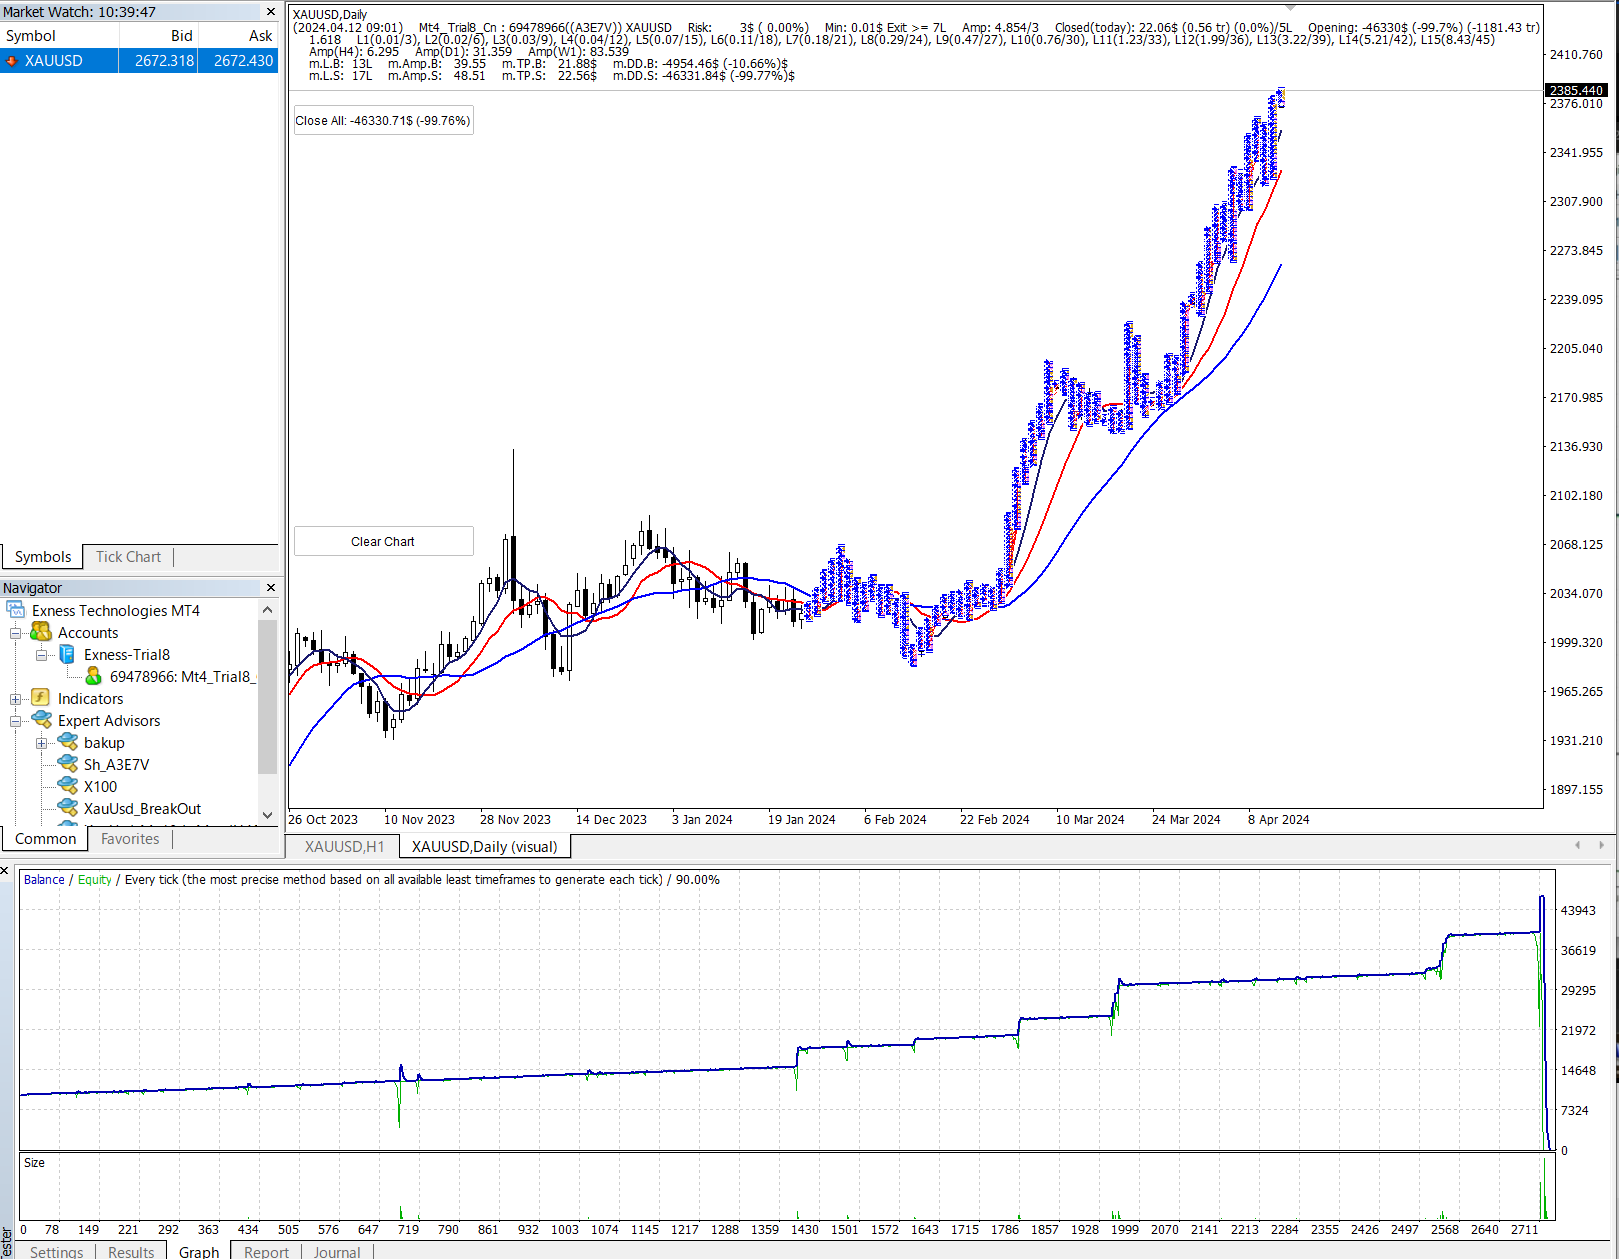 Market Watch: 10:39:47
Symbol Bid Ask
XAUUSD 2672.318 2672.430
Symbols Tick Chart
Navigator
Exness Technologies MT4
Accounts
Exness-Trial8
69478966: Mt4_Trial8_
Indicators
Expert Advisors
bakup
Sh_A3E7V
X100
XauUsd_BreakOut
Common Favorites
XAUUSD,Daily
(2024.04.12 09:01) Mt4_Trial8_Cn : 69478966((A3E7V)) XAUUSD Risk: 3$ ( 0.00%) Min: 0.01$ Exit >= 7L Amp: 4.854/3 Closed(today): 22.06$ (0.56 tr) (0.0%)/5L Opening: -46330$ (-99.7%) (-1181.43 tr)
1.618 L1(0.01/3), L2(0.02/6), L3(0.03/9), L4(0.04/12), L5(0.07/15), L6(0.11/18), L7(0.18/21), L8(0.29/24), L9(0.47/27), L10(0.76/30), L11(1.23/33), L12(1.99/36), L13(3.22/39), L14(5.21/42), L15(8.43/45)
Amp(H4): 6.295 Amp(D1): 31.359 Amp(W1): 83.539
m.L.B: 13L m.Amp.B: 39.55 m.TP.B: 21.88$ m.DD.B: -4954.46$ (-10.66%)$
m.L.S: 17L m.Amp.S: 48.51 m.TP.S: 22.56$ m.DD.S: -46331.84$ (-99.77%)$
Close All: -46330.71$ (-99.76%)
Clear Chart
2410.760
2385.440
2376.010
2341.955
2307.900
2273.845
2239.095
2205.040
2170.985
2136.930
2102.180
2068.125
2034.070
1999.320
1965.265
1931.210
1897.155
26 Oct 2023 10 Nov 2023 28 Nov 2023 14 Dec 2023 3 Jan 2024 19 Jan 2024 6 Feb 2024 22 Feb 2024 10 Mar 2024 24 Mar 2024 8 Apr 2024
XAUUSD,H1 XAUUSD,Daily (visual)
Balance / Equity / Every tick (the most precise method based on all available least timeframes to generate each tick) / 90.00%
43943
36619
29295
21972
14648
7324
0
Size
0 78 149 221 292 363 434 505 576 647 719 790 861 932 1003 1074 1145 1217 1288 1359 1430 1501 1572 1643 1715 1786 1857 1928 1999 2070 2141 2213 2284 2355 2426 2497 2568 2640 2711
Settings Results Graph Report Journal